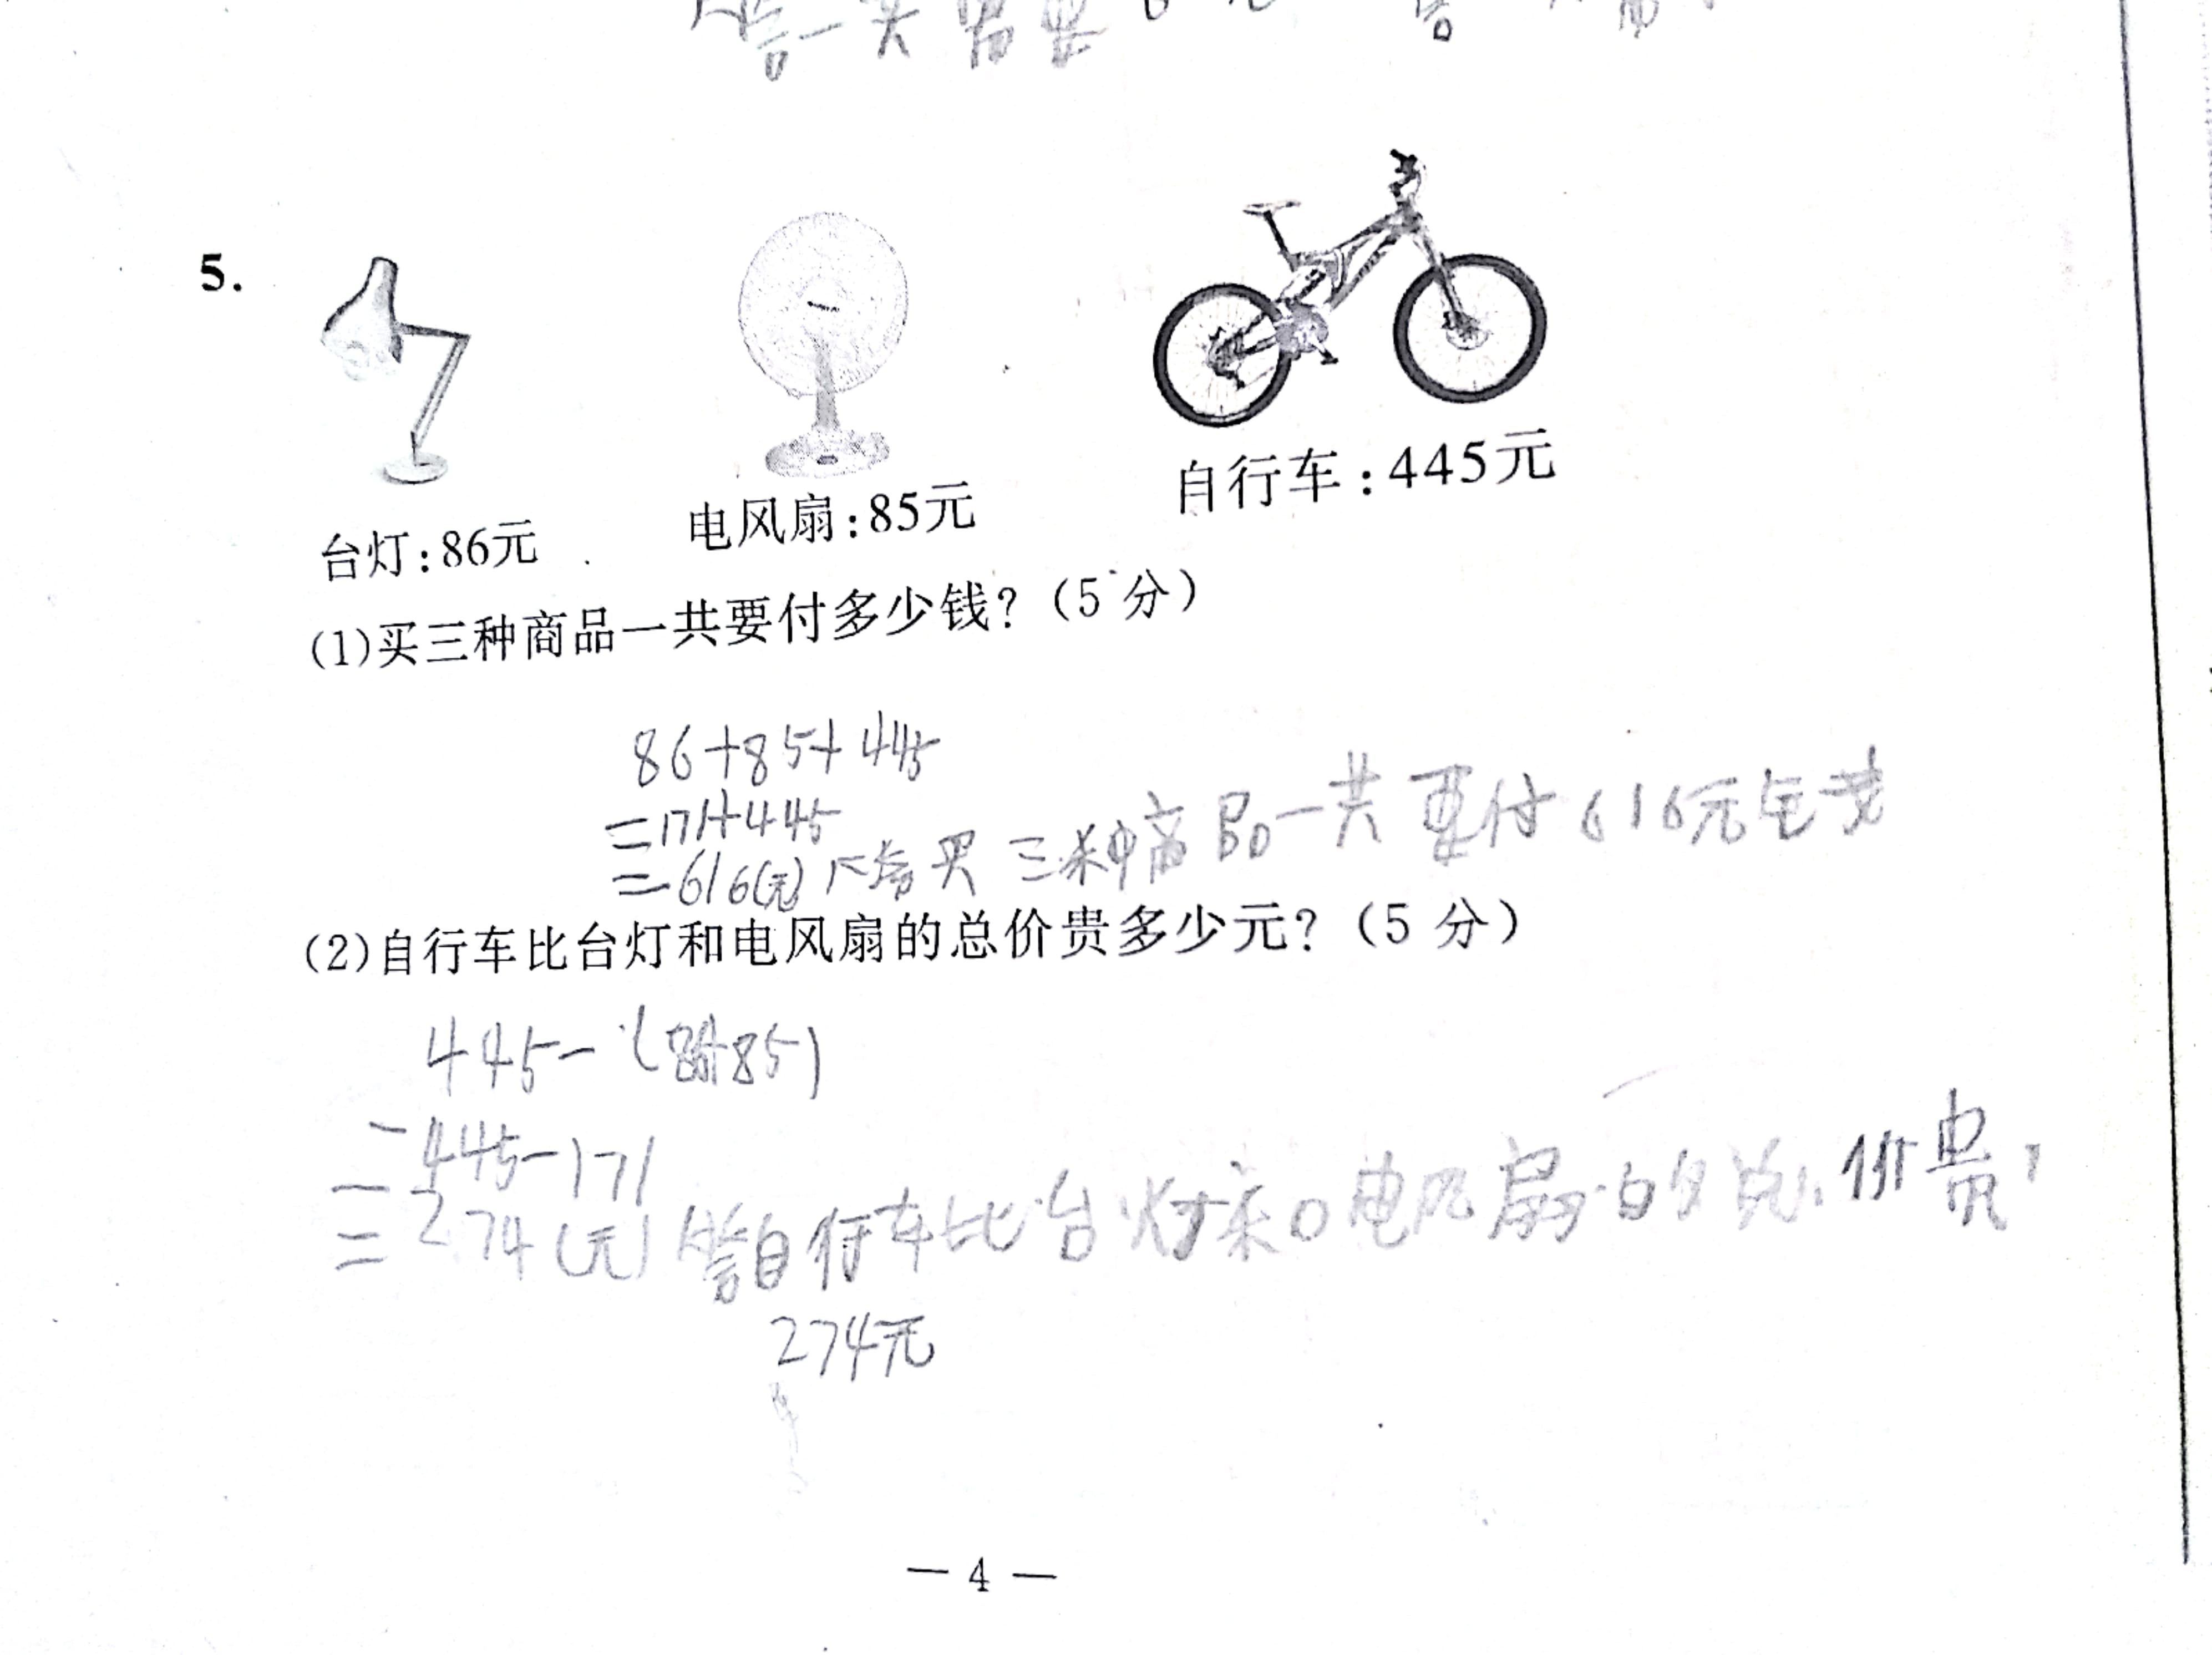 5.
台灯:86元
电风扇:85元
自行车:445元
(1)买三种商品一共要付多少钱?(5分)
86+85+445
=171+445
=616(元) 答买三种商品一共要付616元
(2)自行车比台灯和电风扇的总价贵多少元?(5分)
445-(86+85)
=445-171
=274(元) 答自行车比台灯和电风扇的总价贵
274元
— 4 —